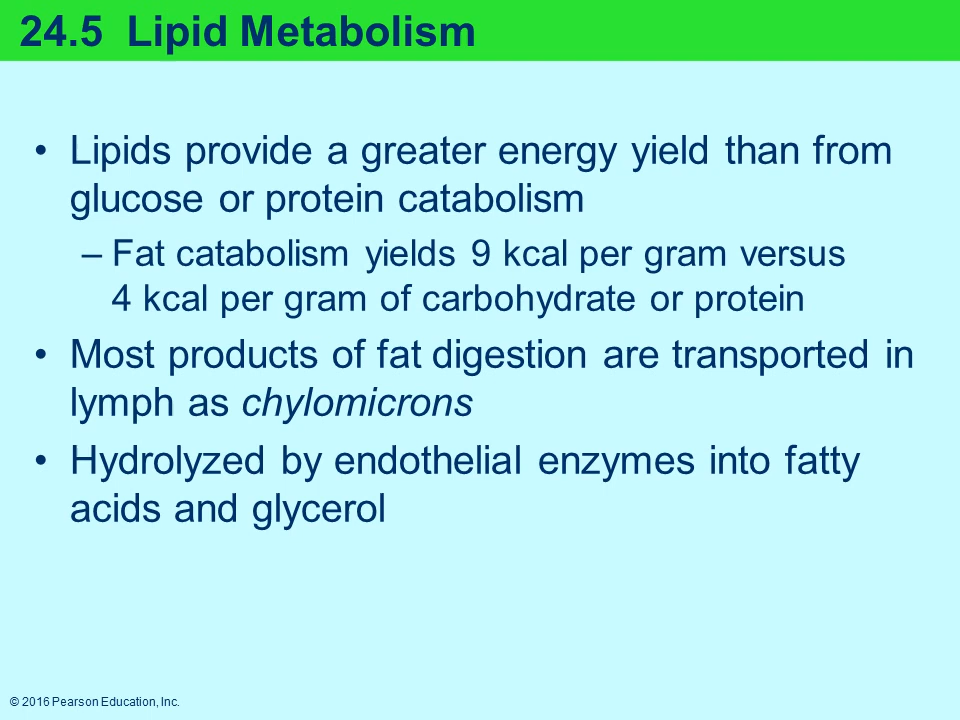 24.5 Lipid Metabolism
• Lipids provide a greater energy yield than from
glucose or protein catabolism
– Fat catabolism yields 9 kcal per gram versus
4 kcal per gram of carbohydrate or protein
• Most products of fat digestion are transported in
lymph as chylomicrons
• Hydrolyzed by endothelial enzymes into fatty
acids and glycerol
© 2016 Pearson Education, Inc.